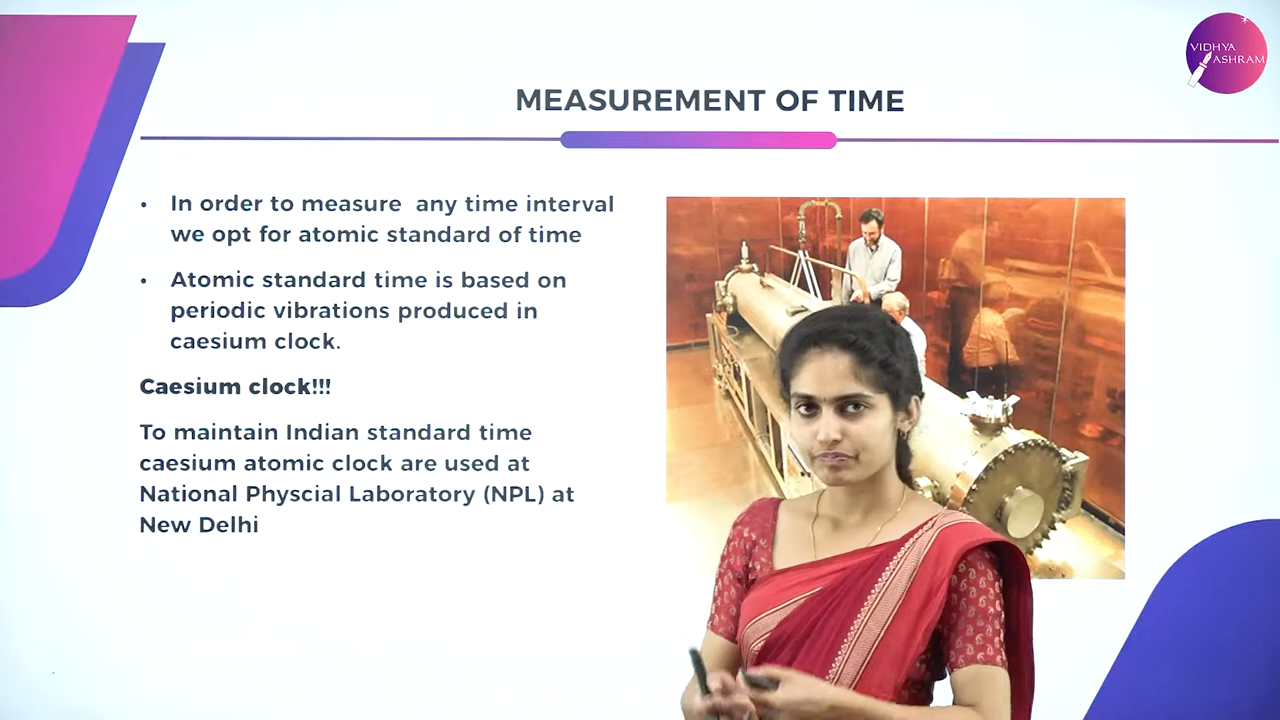 VIDHYA
ASHRAM
MEASUREMENT OF TIME
• In order to measure any time interval
we opt for atomic standard of time
• Atomic standard time is based on
periodic vibrations produced in
caesium clock.
Caesium clock!!!
To maintain Indian standard time
caesium atomic clock are used at
National Physcial Laboratory (NPL) at
New Delhi